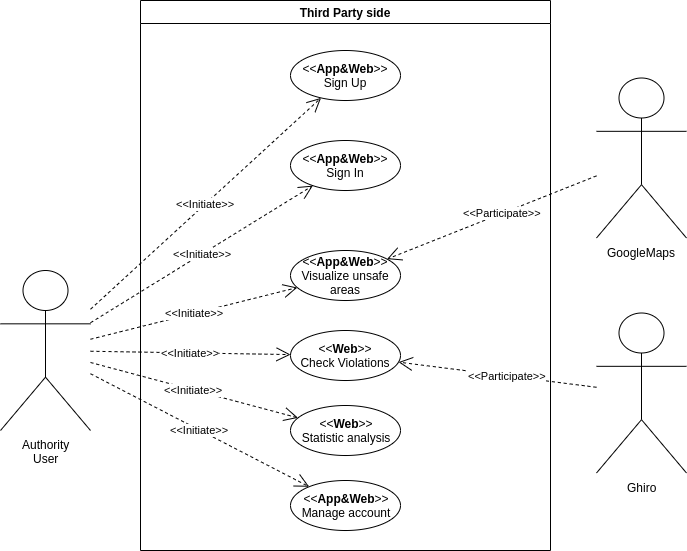 Third Party side
<<App&Web>>
Sign Up
<<App&Web>>
Sign In
<<Initiate>>
<<Participate>>
<<Initiate>>
GoogleMaps
<<App&Web>>
Visualize unsafe
areas
<<Initiate>>
<<Web>>
Check Violations
<<Initiate>>
<<Participate>>
<<Initiate>>
<<Web>>
Statistic analysis
<<Initiate>>
Authority
User
<<App&Web>>
Manage account
Ghiro